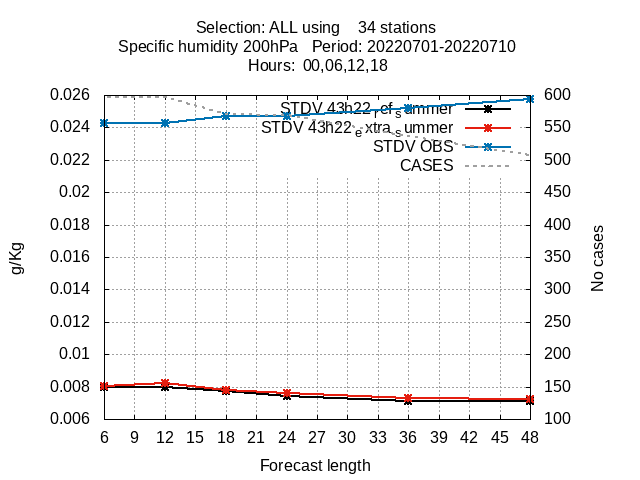 Selection: ALL using    34 stations
Specific humidity 200hPa   Period: 20220701-20220710
Hours:  00,06,12,18
0.026
0.024
0.022
0.02
0.018
0.016
0.014
0.012
0.01
0.008
0.006
g/Kg
STDV 43h22_ref_summer
STDV 43h22_extra_summer
STDV OBS
CASES
600
550
500
450
400
350
300
250
200
150
100
No cases
6 9 12 15 18 21 24 27 30 33 36 39 42 45 48
Forecast length